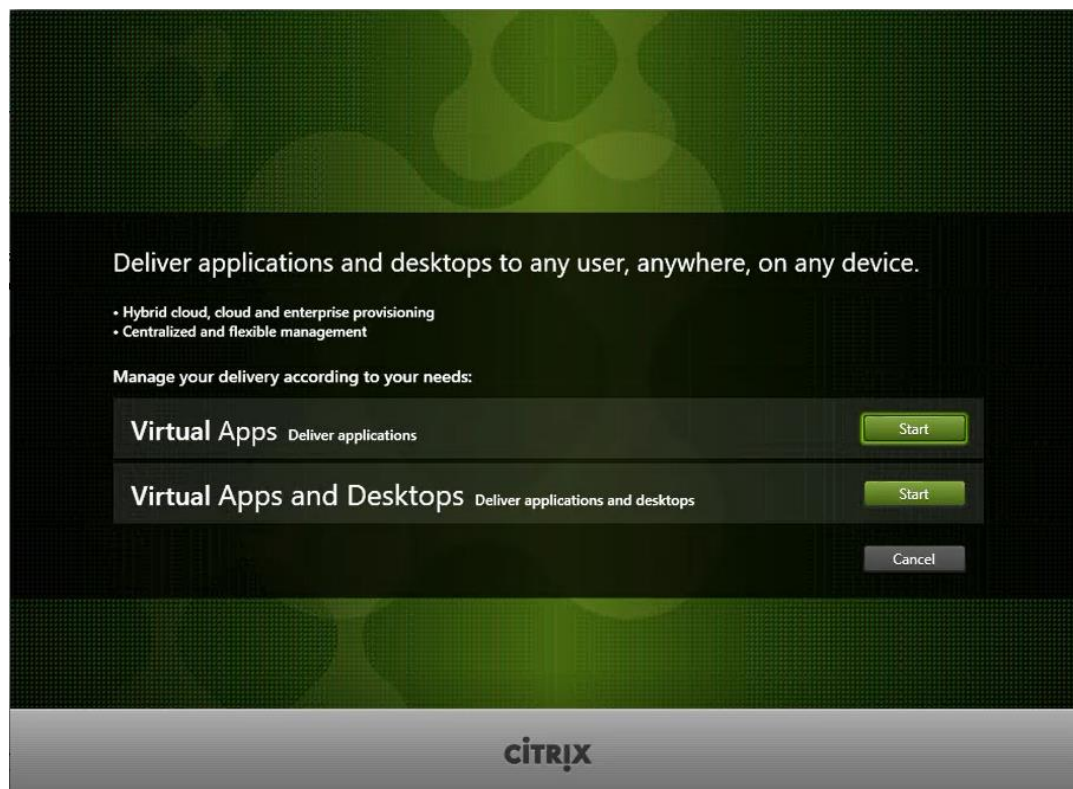 Deliver applications and desktops to any user, anywhere, on any device.
• Hybrid cloud, cloud and enterprise provisioning
• Centralized and flexible management
Manage your delivery according to your needs:
Virtual Apps Deliver applications Start
Virtual Apps and Desktops Deliver applications and desktops Start
Cancel
CITRIX